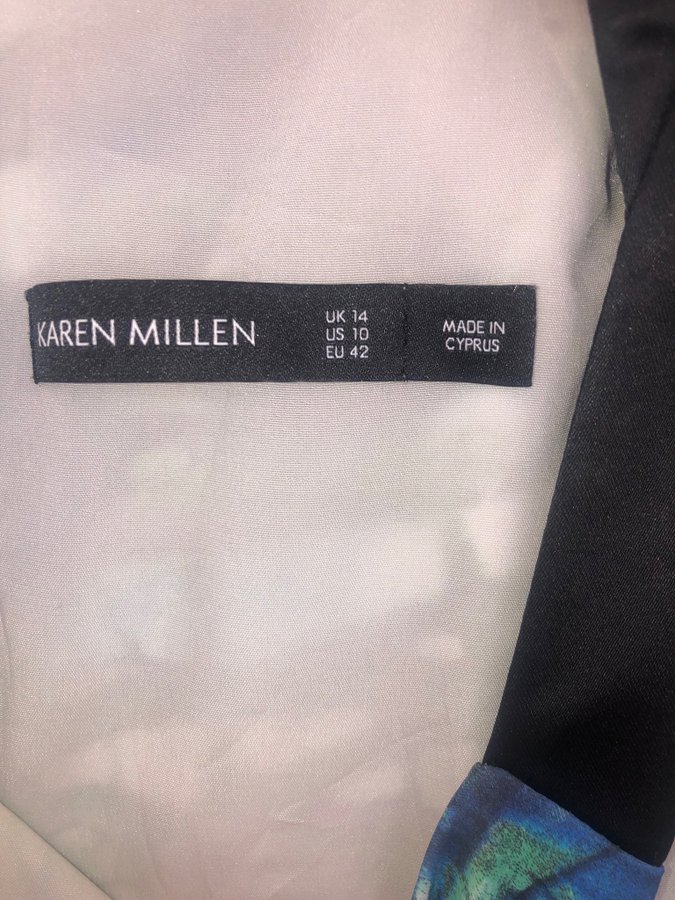 KAREN MILLEN
UK 14
US 10
EU 42
MADE IN
CYPRUS